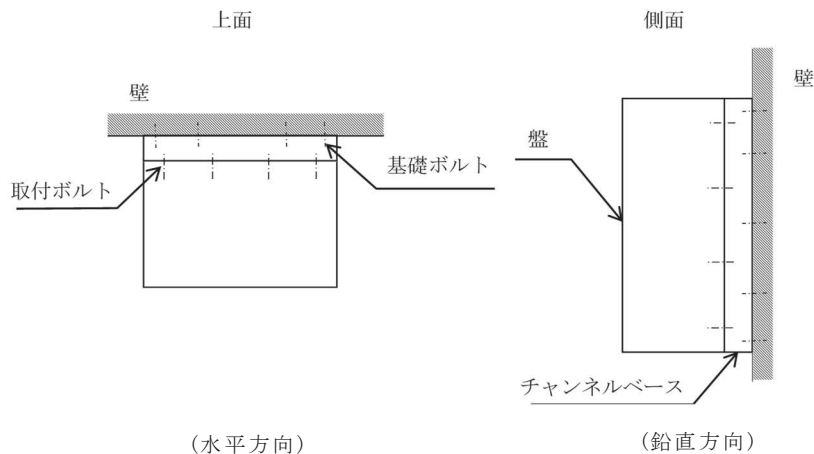 上面
側面
壁
壁
盤
基礎ボルト
取付ボルト
チャンネルベース
(水平方向)
(鉛直方向)